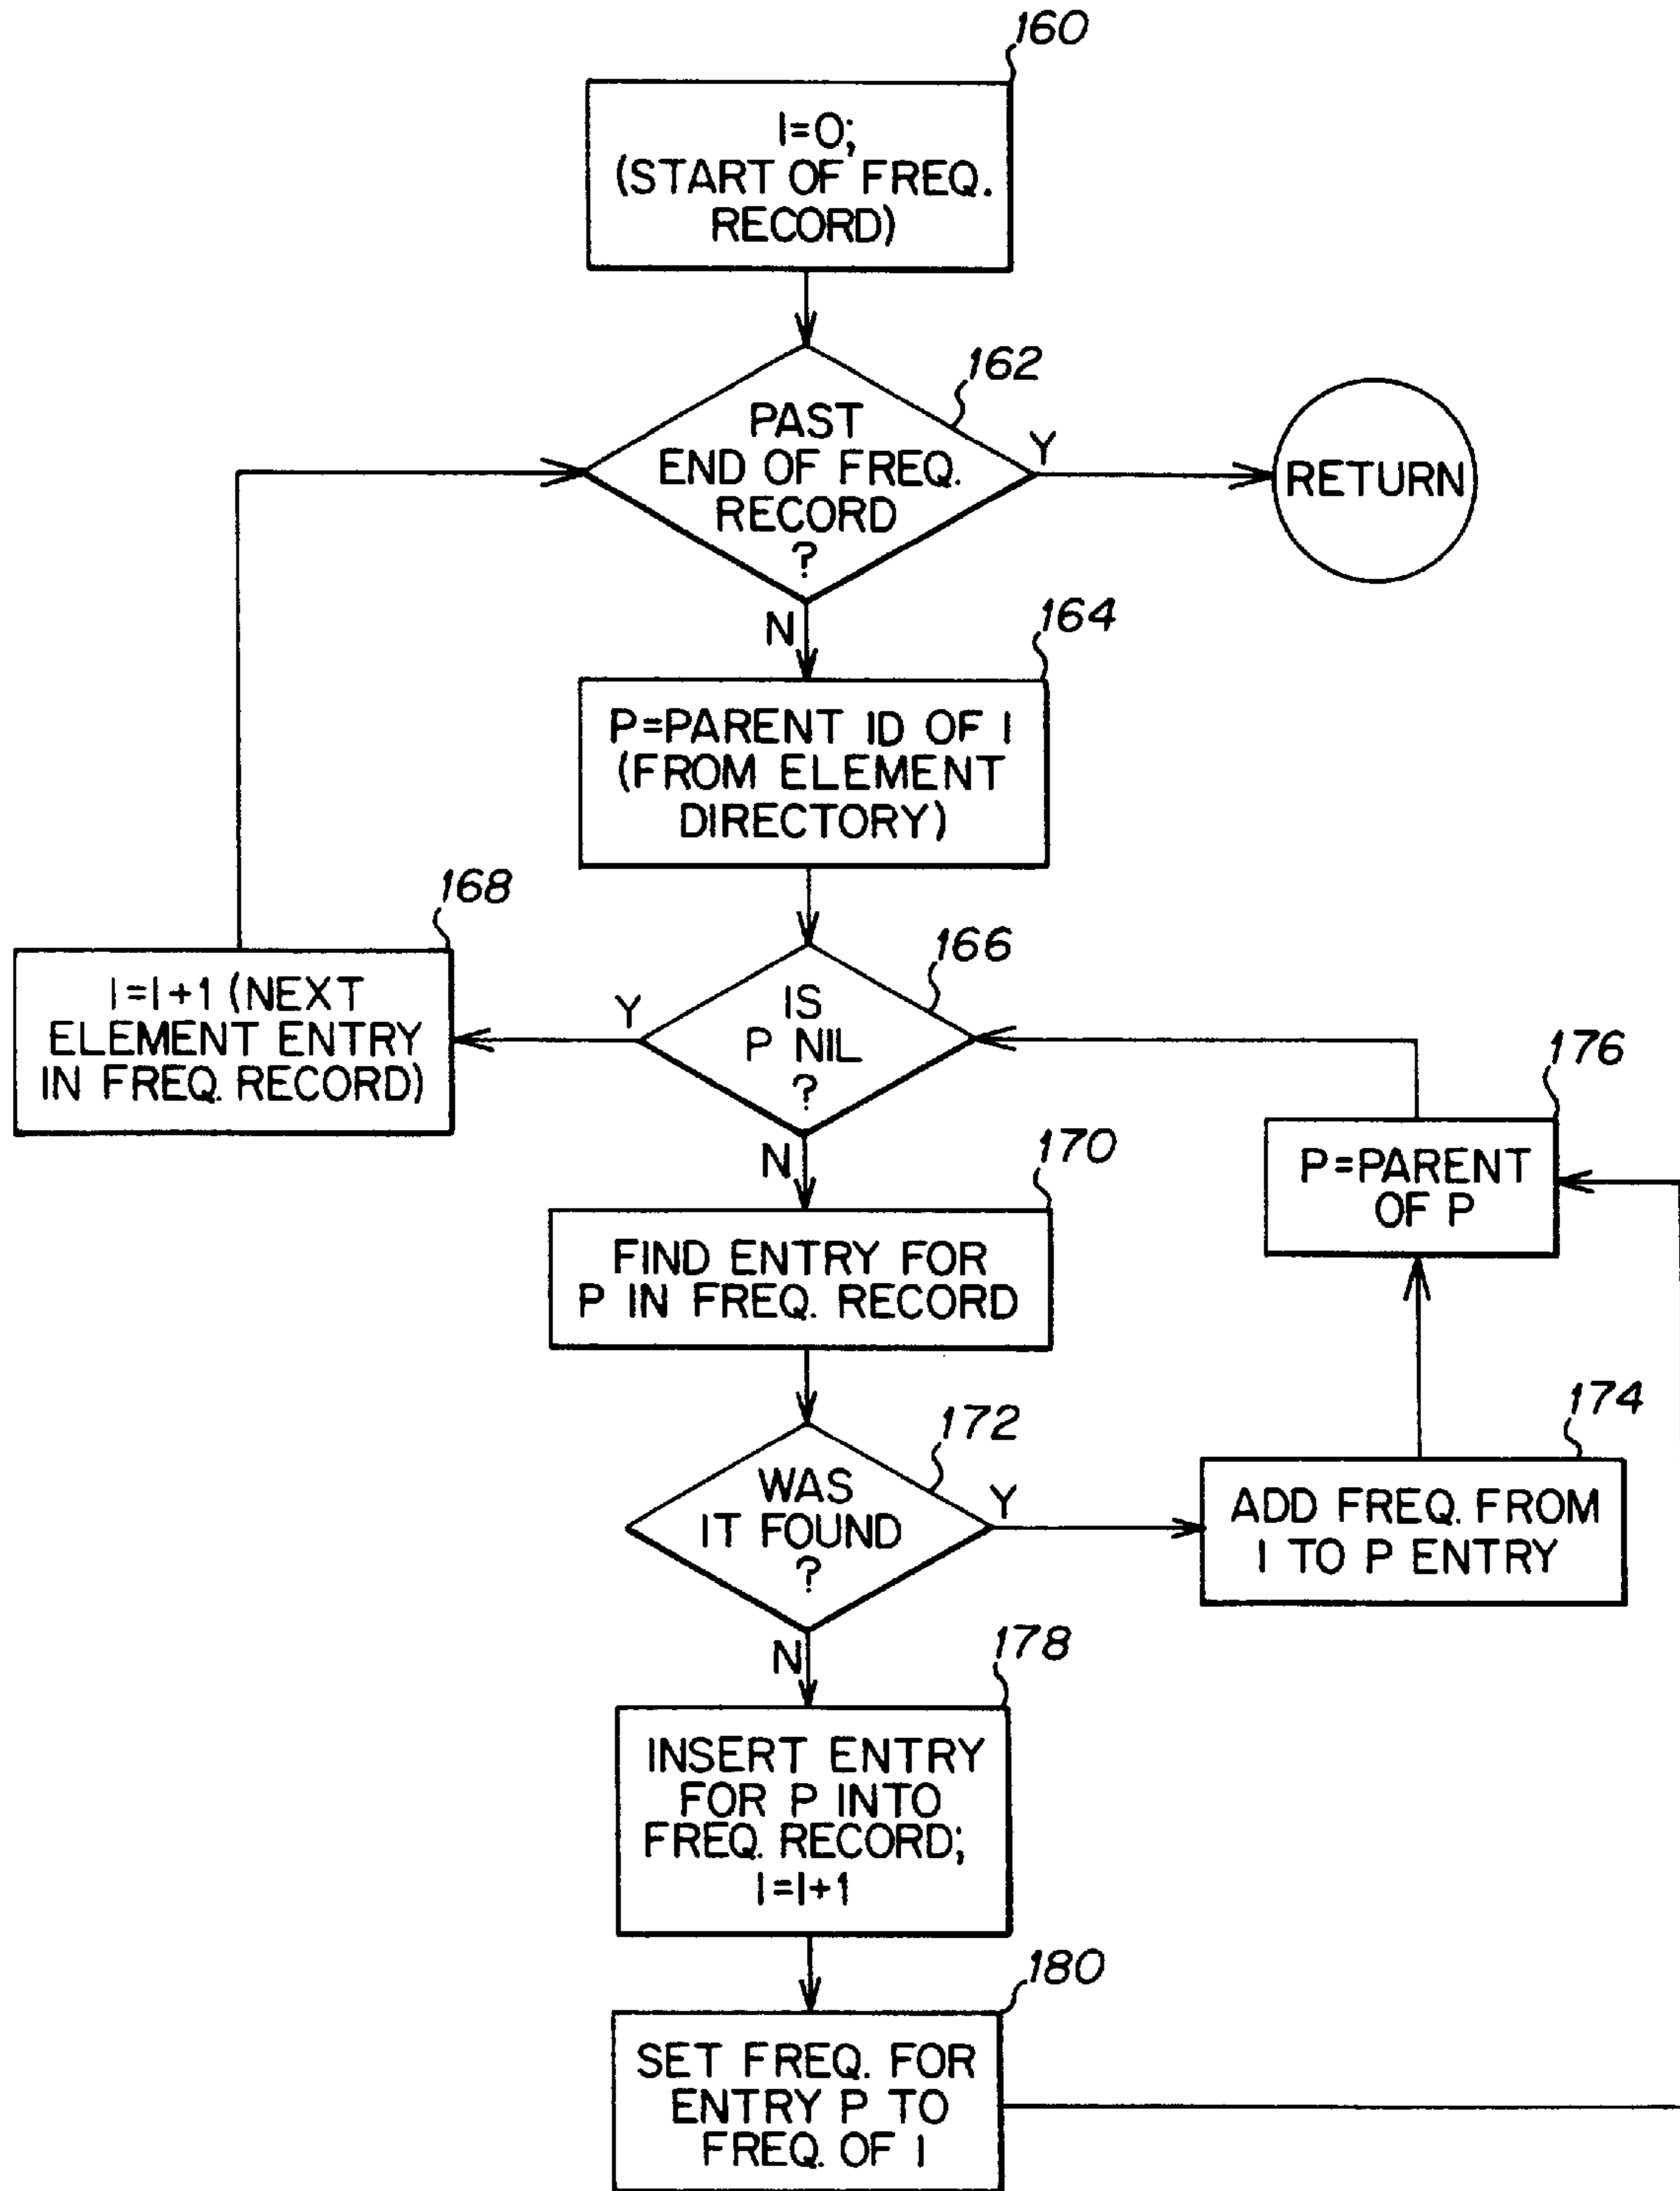 160
I=0;
(START OF FREQ.
RECORD)
162
PAST
END OF FREQ.
RECORD
?
Y
RETURN
N
164
P=PARENT ID OF I
(FROM ELEMENT
DIRECTORY)
168
I=I+1 (NEXT
ELEMENT ENTRY
IN FREQ. RECORD)
166
IS
P NIL
?
Y
N
176
P=PARENT
OF P
170
FIND ENTRY FOR
P IN FREQ. RECORD
172
WAS
IT FOUND
?
Y
N
174
ADD FREQ. FROM
I TO P ENTRY
178
INSERT ENTRY
FOR P INTO
FREQ. RECORD;
I=I+1
180
SET FREQ. FOR
ENTRY P TO
FREQ. OF I